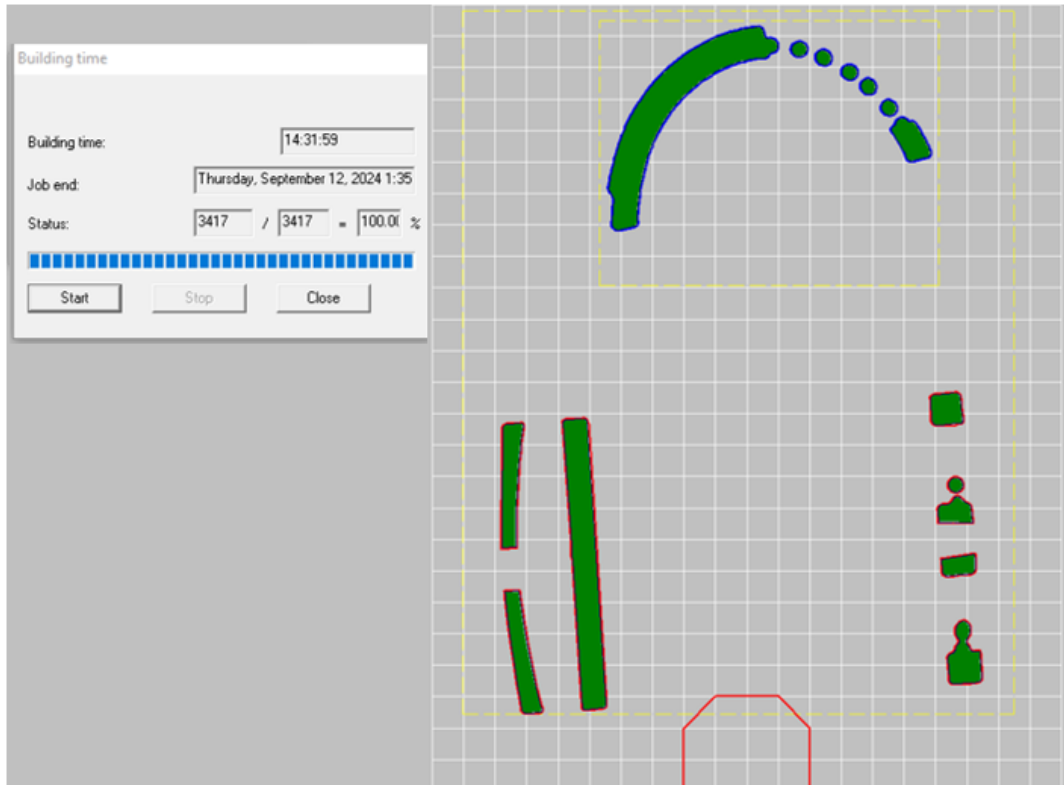 Building time
Building time: 14:31:59
Job end: Thursday, September 12, 2024 1:35
Status: 3417 / 3417 = 100.0 %
Start Stop Close